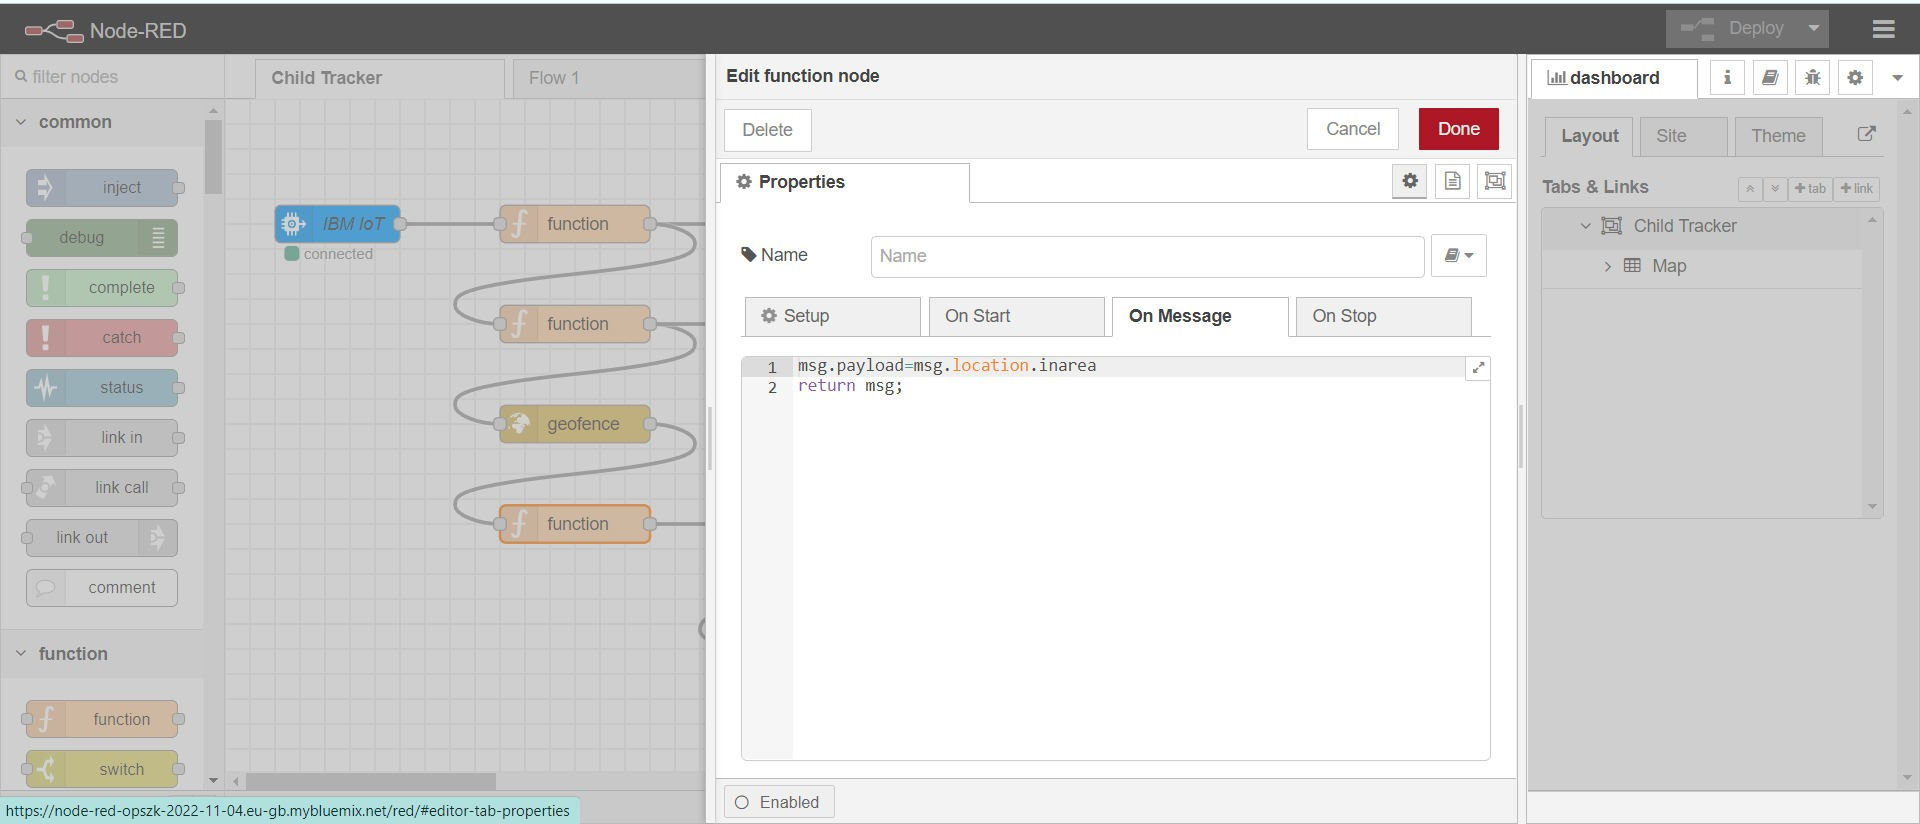 Node-RED
Deploy
filter nodes
Child Tracker
Flow 1
Edit function node
dashboard
i
common
Delete
Cancel
Done
Layout
Site
Theme
Properties
inject
Tabs & Links
+tab
+link
debug
IBM IoT
function
Child Tracker
connected
Name
Name
Map
complete
Setup
On Start
On Message
On Stop
catch
function
1 msg.payload=msg.location.inarea
2 return msg;
status
link in
geofence
link call
function
link out
comment
function
function
switch
Enabled
https://node-red-opszk-2022-11-04.eu-gb.mybluemix.net/red/#editor-tab-properties